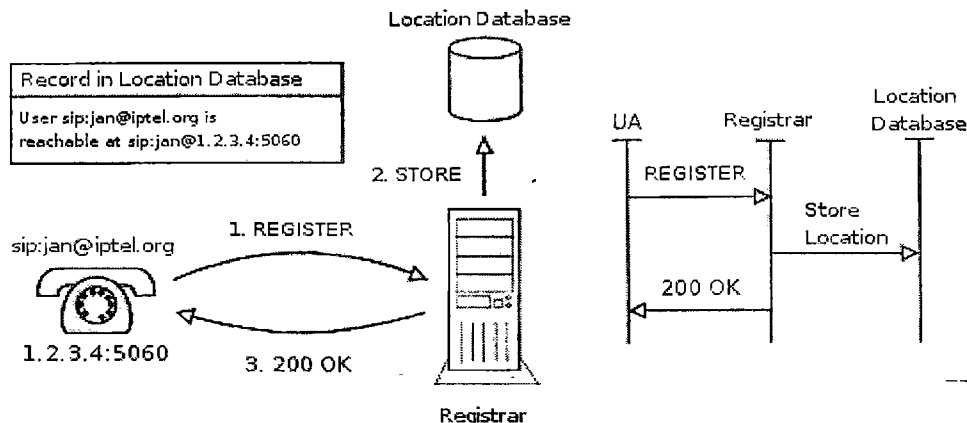 Location Database
Record in Location Database
User sip:jan@iptel.org is
reachable at sip:jan@1.2.3.4:5060
2. STORE
sip:jan@iptel.org
1. REGISTER
1.2.3.4:5060
3. 200 OK
Registrar
UA
Registrar
Location
Database
REGISTER
Store
Location
200 OK